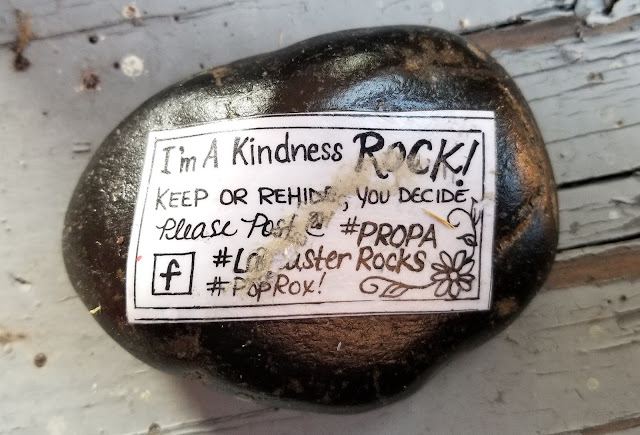 I'm A Kindness ROCK!
KEEP OR REHIDE, YOU DECIDE
Please Post @ #PROPA
f #Lancaster Rocks
#PopRox!